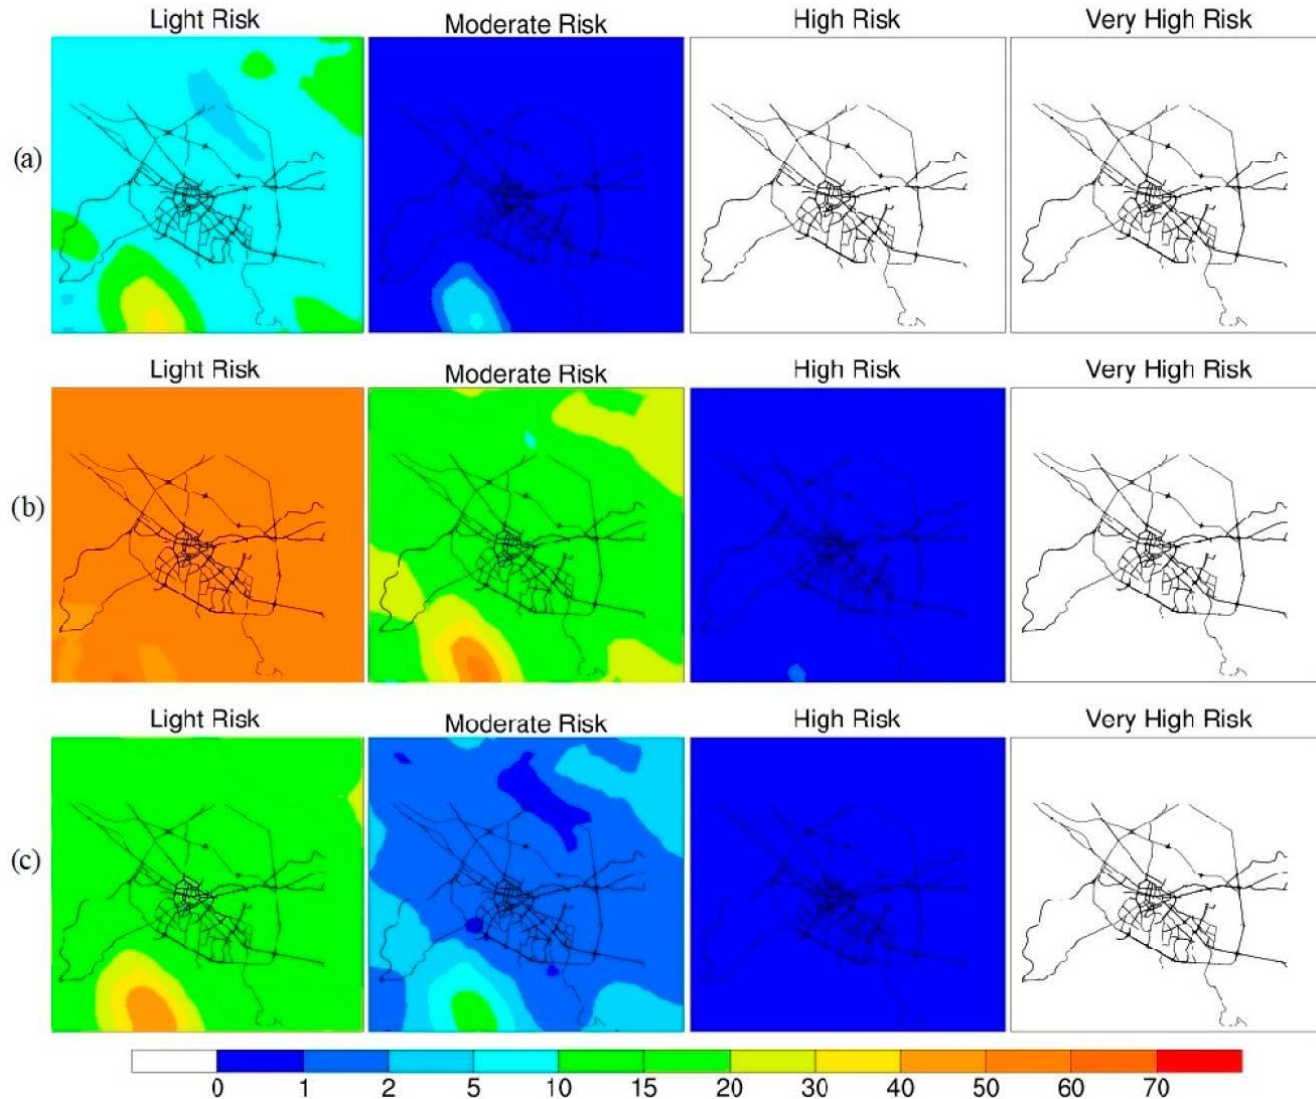 Light Risk Moderate Risk High Risk Very High Risk
(a)
Light Risk Moderate Risk High Risk Very High Risk
(b)
Light Risk Moderate Risk High Risk Very High Risk
(c)
0 1 2 5 10 15 20 30 40 50 60 70